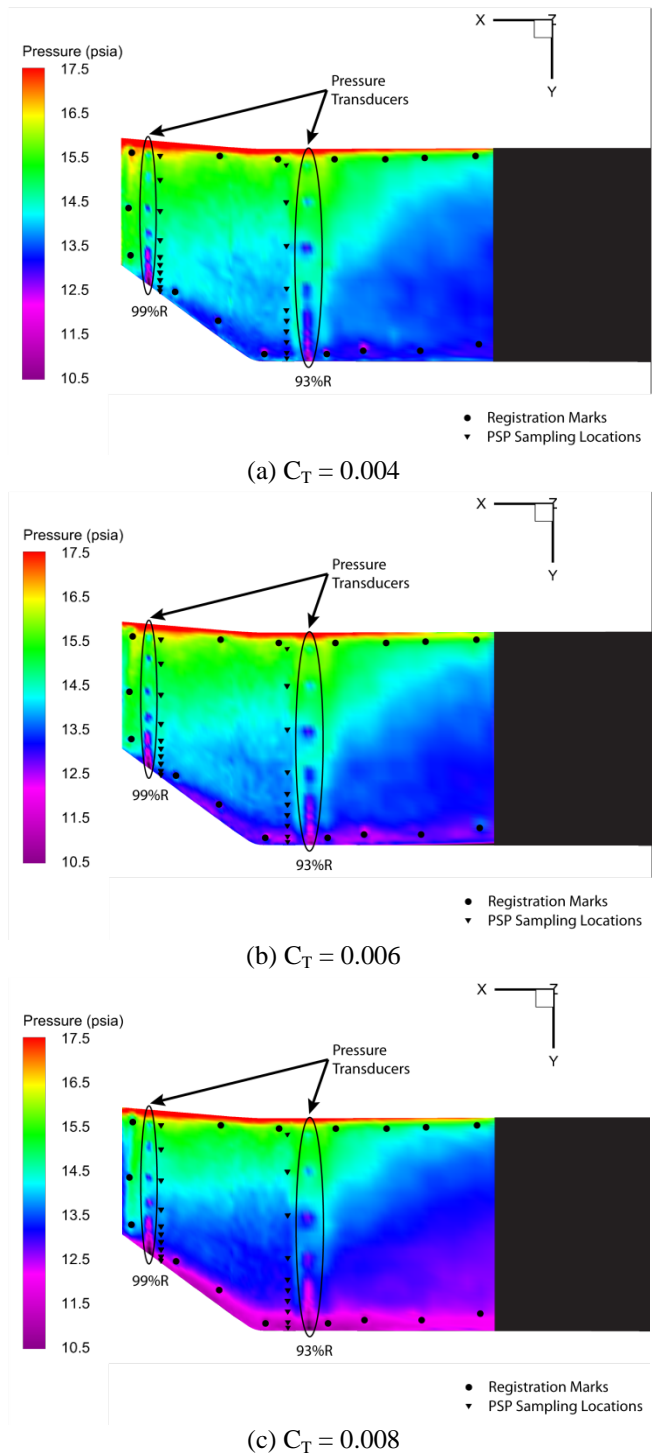 X
Z
Y
Pressure (psia)
17.5
16.5
15.5
14.5
13.5
12.5
11.5
10.5
Pressure
Transducers
99%R
93%R
Registration Marks
PSP Sampling Locations
(a) C_T = 0.004
X
Z
Y
Pressure (psia)
17.5
16.5
15.5
14.5
13.5
12.5
11.5
10.5
Pressure
Transducers
99%R
93%R
Registration Marks
PSP Sampling Locations
(b) C_T = 0.006
X
Z
Y
Pressure (psia)
17.5
16.5
15.5
14.5
13.5
12.5
11.5
10.5
Pressure
Transducers
99%R
93%R
Registration Marks
PSP Sampling Locations
(c) C_T = 0.008